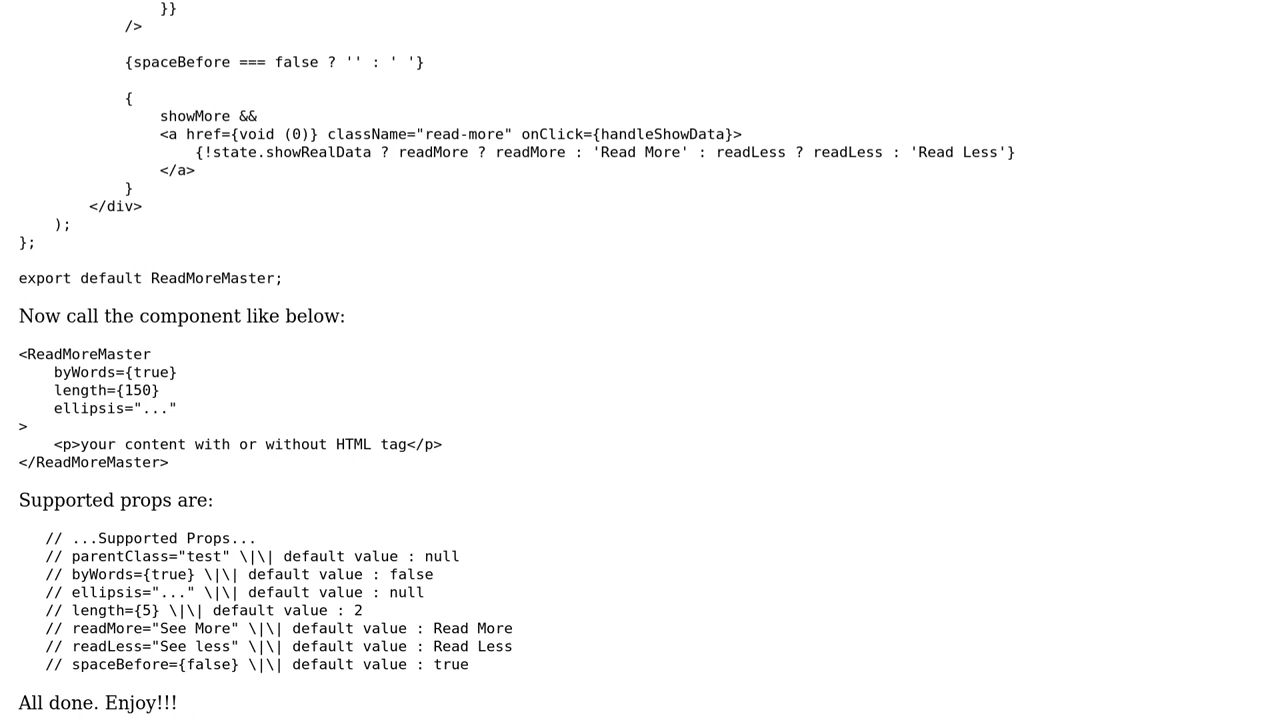 }}
            />

            {spaceBefore === false ? '' : ' '}

            {
                showMore &&
                <a href={void (0)} className="read-more" onClick={handleShowData}>
                    {!state.showRealData ? readMore ? readMore : 'Read More' : readLess ? readLess : 'Read Less'}
                </a>
            }
        </div>
    );
};

export default ReadMoreMaster;

Now call the component like below:

<ReadMoreMaster
    byWords={true}
    length={150}
    ellipsis="..."
>
    <p>your content with or without HTML tag</p>
</ReadMoreMaster>

Supported props are:

   // ...Supported Props...
   // parentClass="test" \|\| default value : null
   // byWords={true} \|\| default value : false
   // ellipsis="..." \|\| default value : null
   // length={5} \|\| default value : 2
   // readMore="See More" \|\| default value : Read More
   // readLess="See less" \|\| default value : Read Less
   // spaceBefore={false} \|\| default value : true

All done. Enjoy!!!